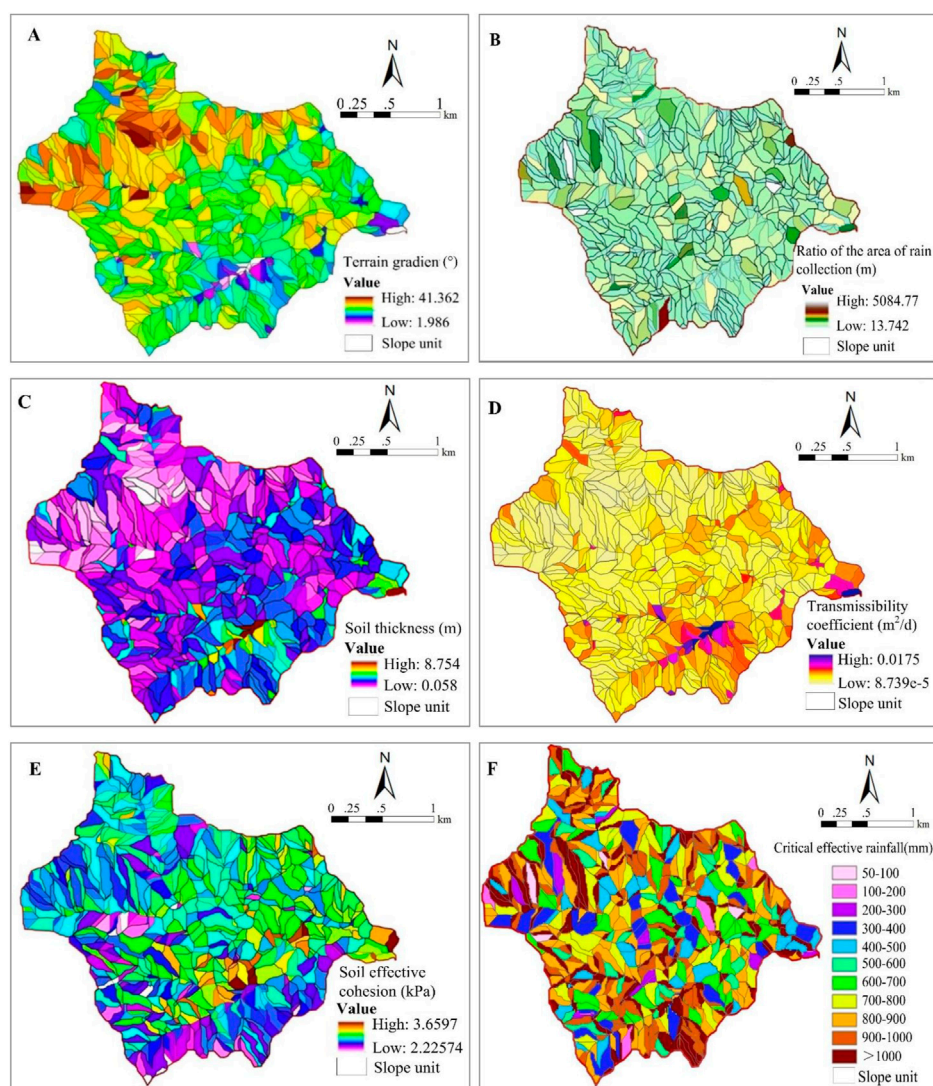 A
N
0 .25 .5 1
km
Terrain gradien (°)
Value
High: 41.362
Low: 1.986
Slope unit
B
N
0 .25 .5 1
km
Ratio of the area of rain
collection (m)
Value
High: 5084.77
Low: 13.742
Slope unit
C
N
0 .25 .5 1
km
Soil thickness (m)
Value
High: 8.754
Low: 0.058
Slope unit
D
N
0 .25 .5 1
km
Transmissibility
coefficient (m²/d)
Value
High: 0.0175
Low: 8.739e-5
Slope unit
E
N
0 .25 .5 1
km
Soil effective
cohesion (kPa)
Value
High: 3.6597
Low: 2.22574
Slope unit
F
N
0 .25 .5 1
km
Critical effective rainfall(mm)
50-100
100-200
200-300
300-400
400-500
500-600
600-700
700-800
800-900
900-1000
>1000
Slope unit